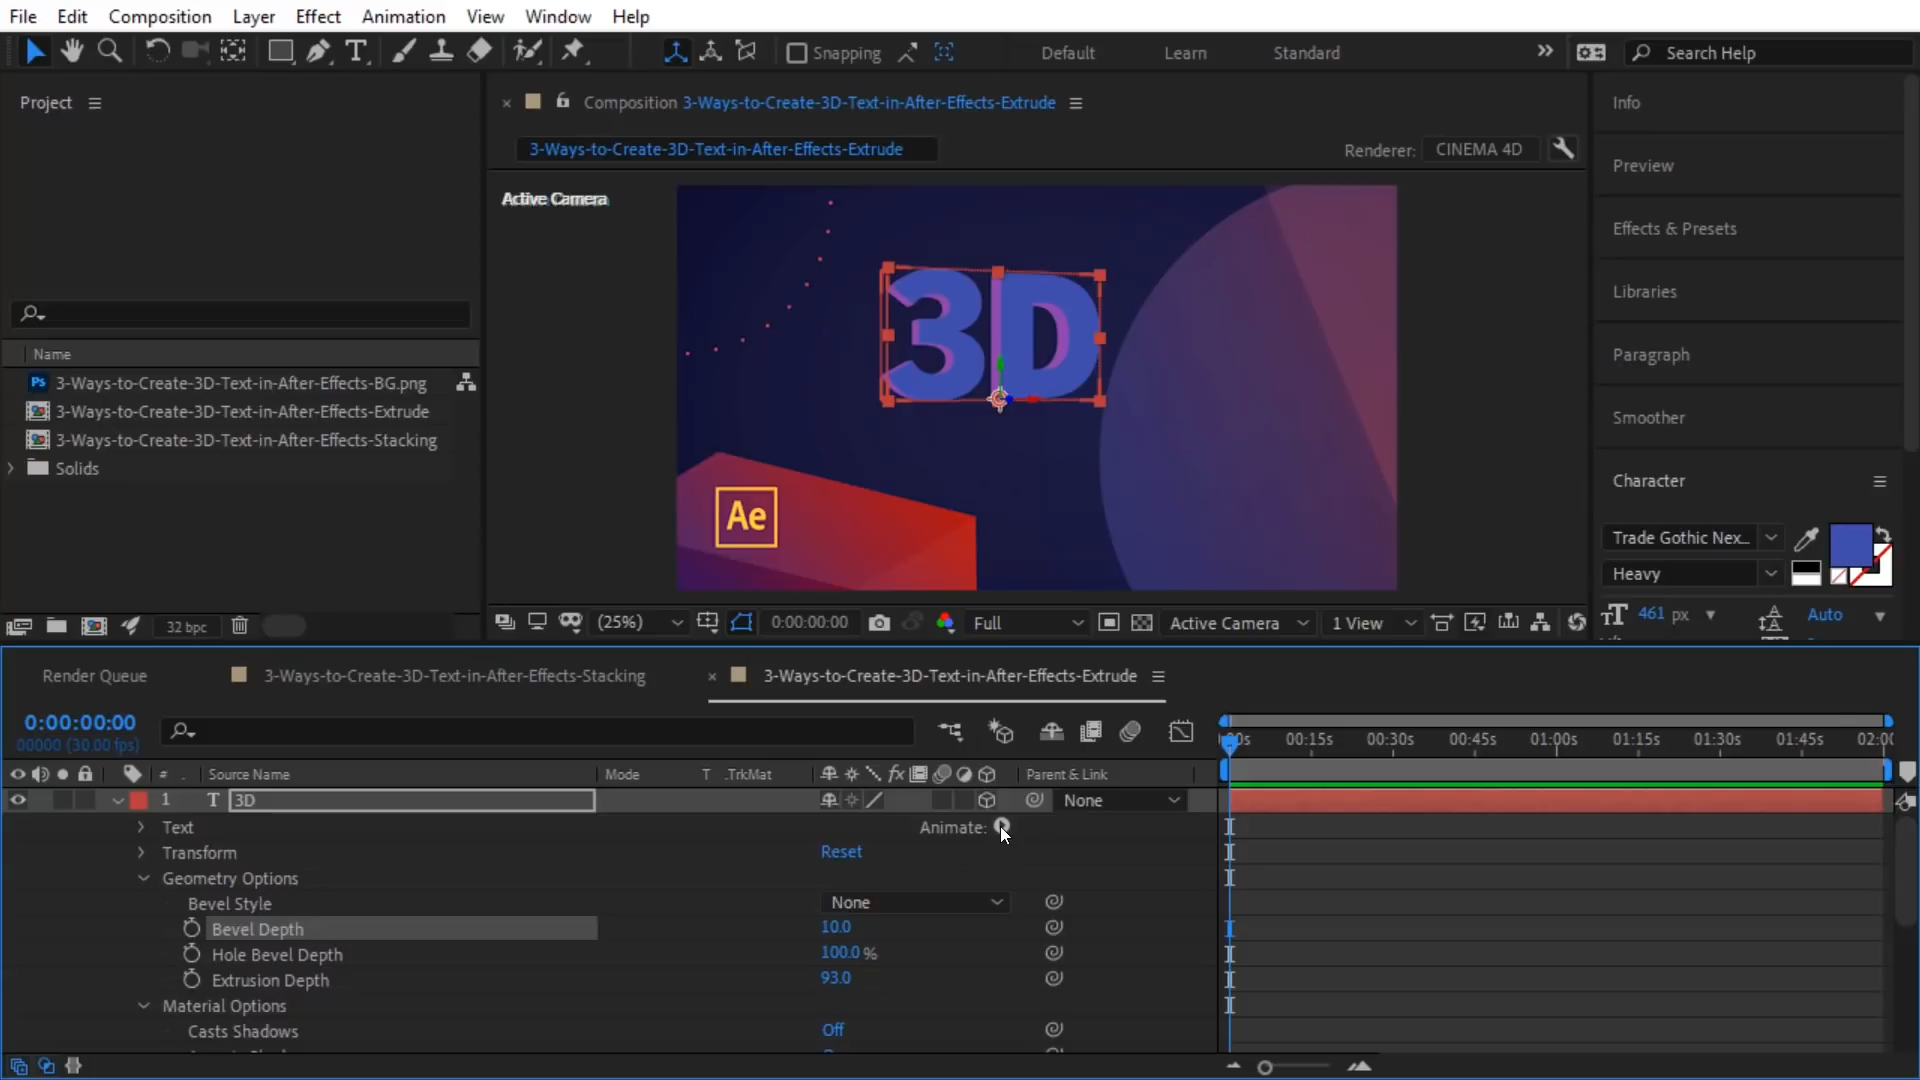 File Edit Composition Layer Effect Animation View Window Help
Snapping Default Learn Standard Search Help
Project
Composition 3-Ways-to-Create-3D-Text-in-After-Effects-Extrude
3-Ways-to-Create-3D-Text-in-After-Effects-Extrude
Renderer: CINEMA 4D
Active Camera
3D
Ae
Name
Ps 3-Ways-to-Create-3D-Text-in-After-Effects-BG.png
3-Ways-to-Create-3D-Text-in-After-Effects-Extrude
3-Ways-to-Create-3D-Text-in-After-Effects-Stacking
Solids
32 bpc
(25%) 0:00:00:00 Full Active Camera 1 View
Info
Preview
Effects & Presets
Libraries
Paragraph
Smoother
Character
Trade Gothic Nex...
Heavy
461 px Auto
Render Queue 3-Ways-to-Create-3D-Text-in-After-Effects-Stacking 3-Ways-to-Create-3D-Text-in-After-Effects-Extrude
0:00:00:00
00000 (30.00 fps)
00:15s 00:30s 00:45s 01:00s 01:15s 01:30s 01:45s
# Source Name Mode T .TrkMat fx Parent & Link
1 T 3D None
Text Animate:
Transform Reset
Geometry Options
Bevel Style None
Bevel Depth 10.0
Hole Bevel Depth 100.0 %
Extrusion Depth 93.0
Material Options
Casts Shadows Off